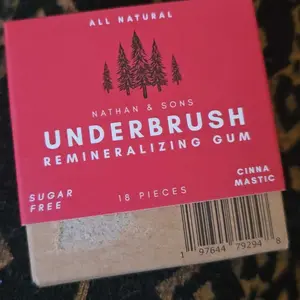 ALL NATURAL
NATHAN & SONS
UNDERBRUSH
REMINERALIZING GUM
SUGAR
FREE
18 PIECES
CINNA
MASTIC
1 97644 79294 8